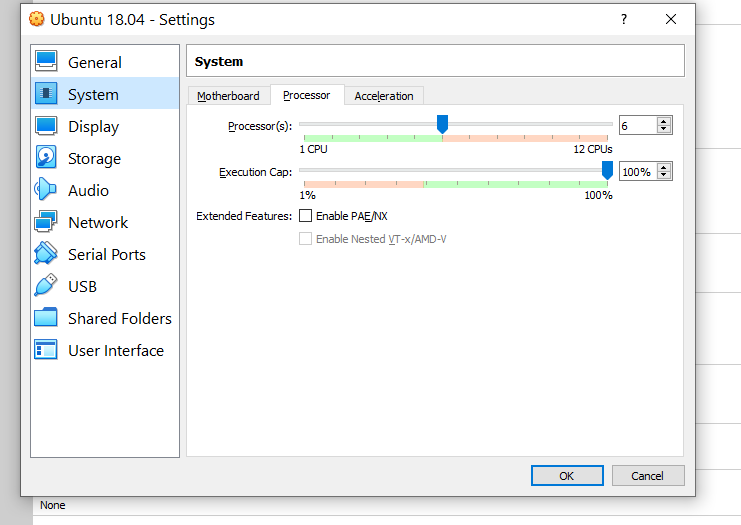 Ubuntu 18.04 - Settings
?
General
System
Display
Storage
Audio
Network
Serial Ports
USB
Shared Folders
User Interface
System
Motherboard
Processor
Acceleration
Processor(s):
6
1 CPU
12 CPUs
Execution Cap:
100%
1%
100%
Extended Features:
Enable PAE/NX
Enable Nested VT-x/AMD-V
OK
Cancel
None